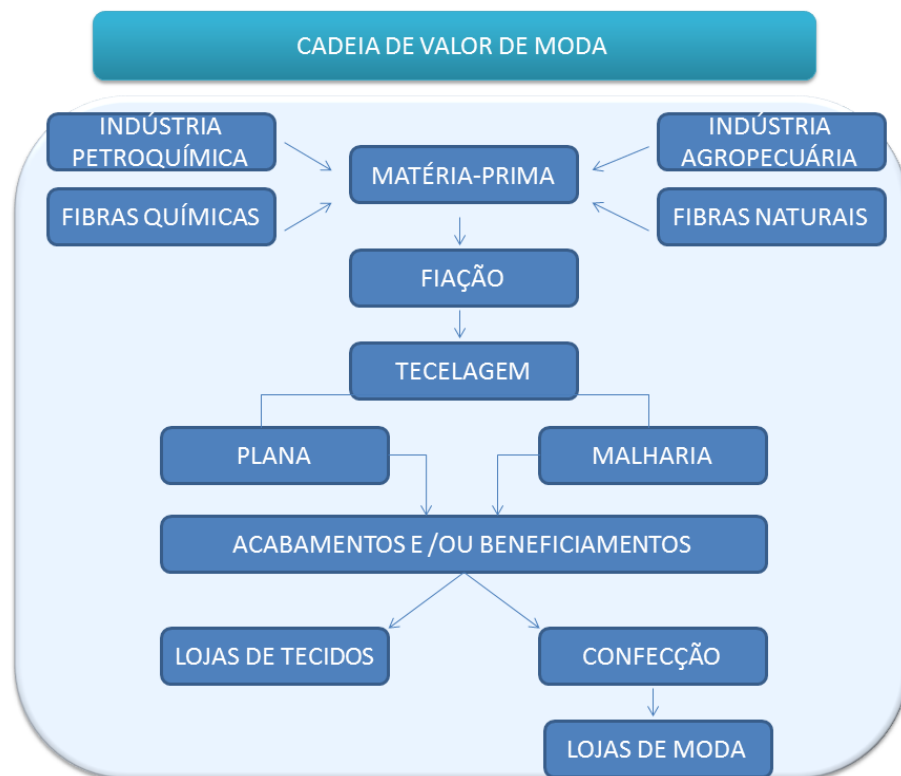 CADEIA DE VALOR DE MODA
INDÚSTRIA
PETROQUÍMICA
INDÚSTRIA
AGROPECUÁRIA
MATÉRIA-PRIMA
FIBRAS QUÍMICAS
FIBRAS NATURAIS
FIAÇÃO
TECELAGEM
PLANA
MALHARIA
ACABAMENTOS E /OU BENEFICIAMENTOS
LOJAS DE TECIDOS
CONFECÇÃO
LOJAS DE MODA